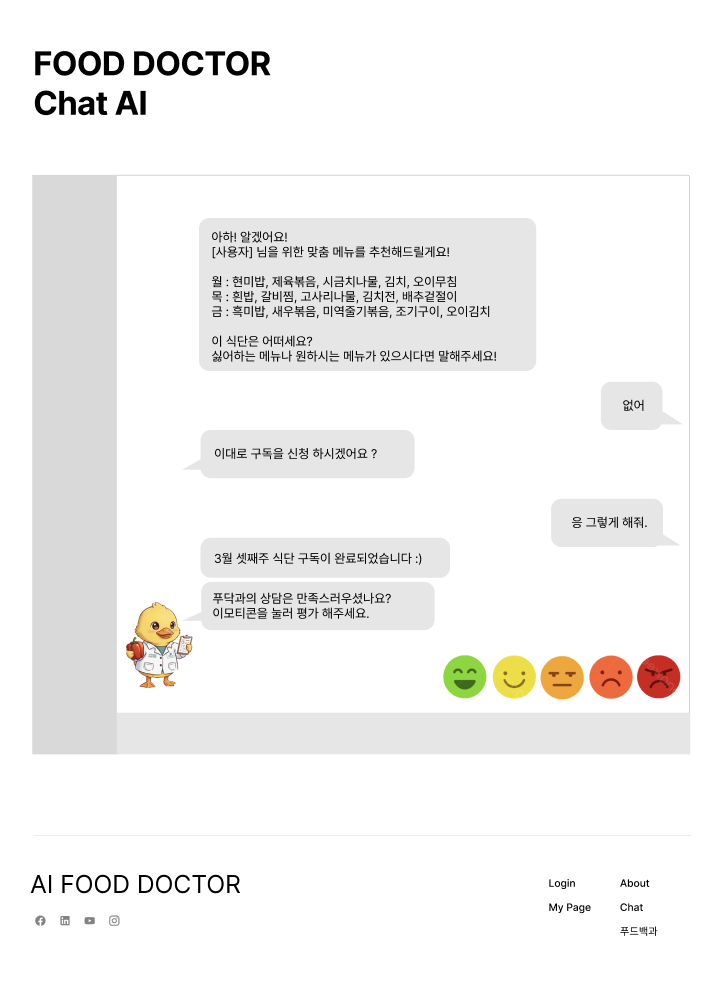 FOOD DOCTOR
Chat AI
아하! 알겠어요!
[사용자] 님을 위한 맞춤 메뉴를 추천해드릴게요!
월 : 현미밥, 제육볶음, 시금치나물, 김치, 오이무침
목 : 흰밥, 갈비찜, 고사리나물, 김치전, 배추겉절이
금 : 흑미밥, 새우볶음, 미역줄기볶음, 조기구이, 오이김치
이 식단은 어떠세요?
싫어하는 메뉴나 원하시는 메뉴가 있으시다면 말해주세요!
없어
이대로 구독을 신청 하시겠어요 ?
응 그렇게 해줘.
3월 셋째주 식단 구독이 완료되었습니다 :)
푸닥과의 상담은 만족스러우셨나요?
이모티콘을 눌러 평가 해주세요.
AI FOOD DOCTOR
Login
My Page
About
Chat
푸드백과